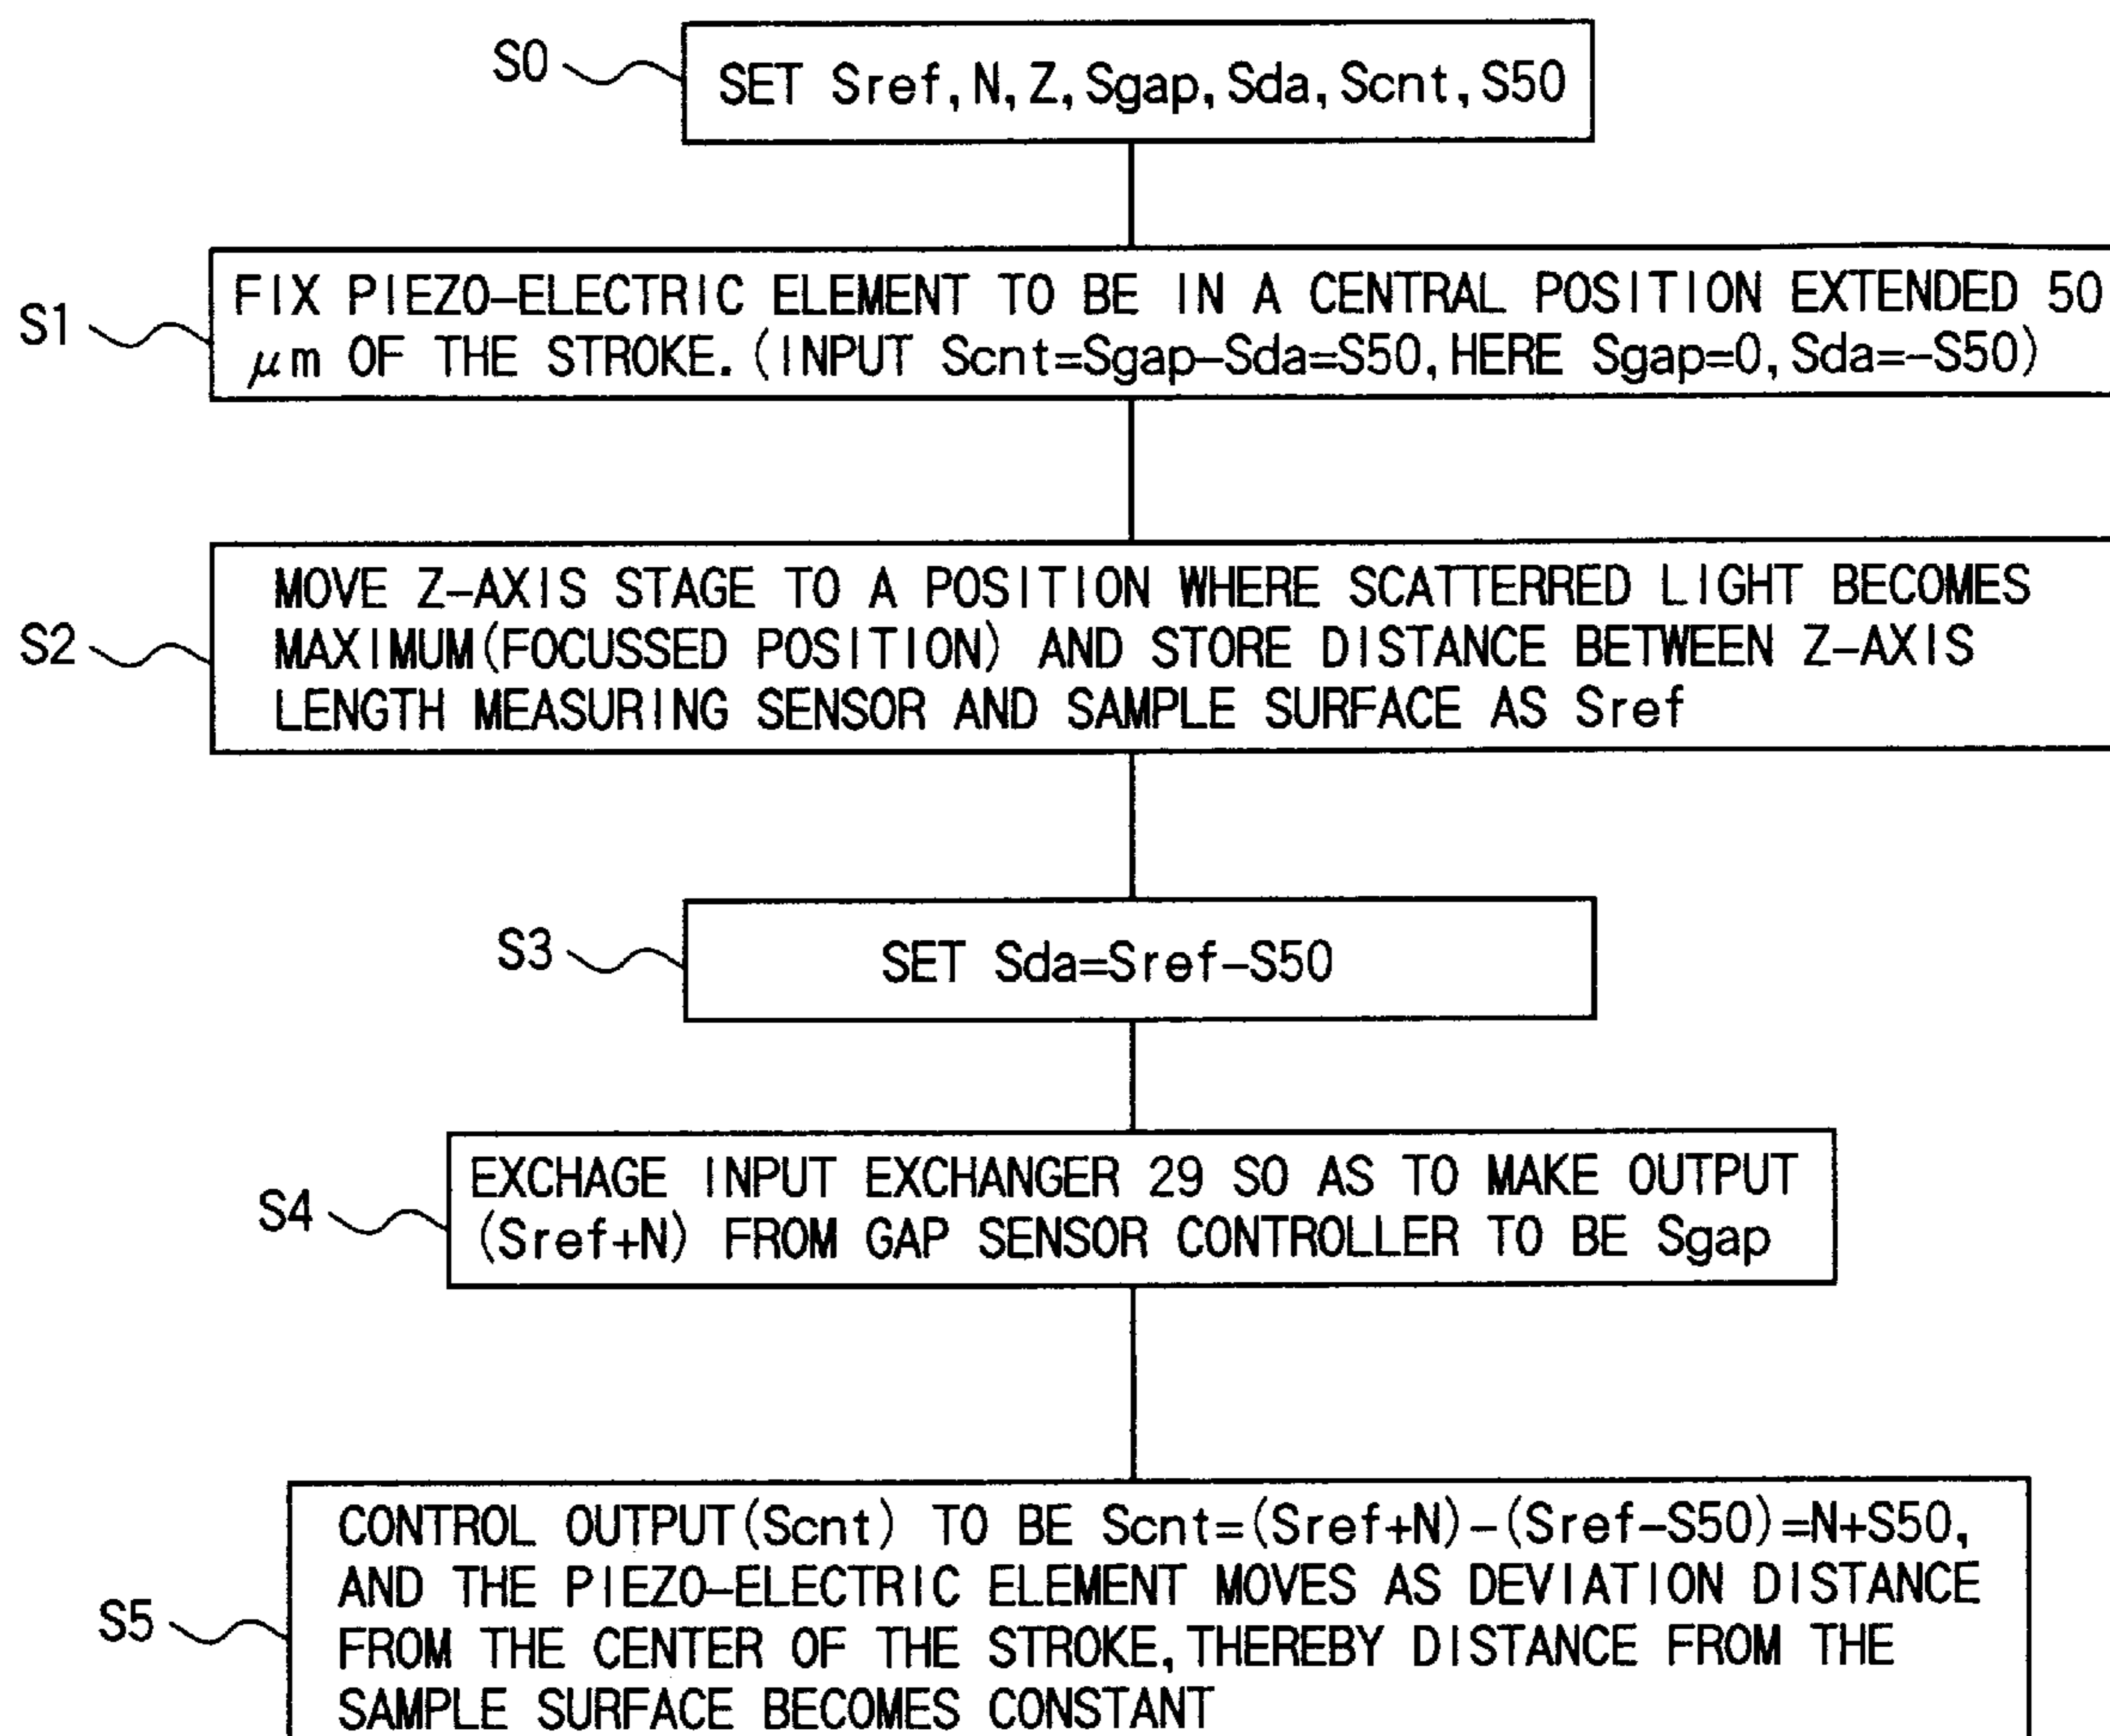 S0
SET Sref, N, Z, Sgap, Sda, Scnt, S50
S1
FIX PIEZO-ELECTRIC ELEMENT TO BE IN A CENTRAL POSITION EXTENDED 50
μm OF THE STROKE. (INPUT Scnt=Sgap-Sda=S50, HERE Sgap=0, Sda=-S50)
S2
MOVE Z-AXIS STAGE TO A POSITION WHERE SCATTERRED LIGHT BECOMES
MAXIMUM(FOCUSSED POSITION) AND STORE DISTANCE BETWEEN Z-AXIS
LENGTH MEASURING SENSOR AND SAMPLE SURFACE AS Sref
S3
SET Sda=Sref-S50
S4
EXCHAGE INPUT EXCHANGER 29 SO AS TO MAKE OUTPUT
(Sref+N) FROM GAP SENSOR CONTROLLER TO BE Sgap
S5
CONTROL OUTPUT(Scnt) TO BE Scnt=(Sref+N)-(Sref-S50)=N+S50,
AND THE PIEZO-ELECTRIC ELEMENT MOVES AS DEVIATION DISTANCE
FROM THE CENTER OF THE STROKE, THEREBY DISTANCE FROM THE
SAMPLE SURFACE BECOMES CONSTANT